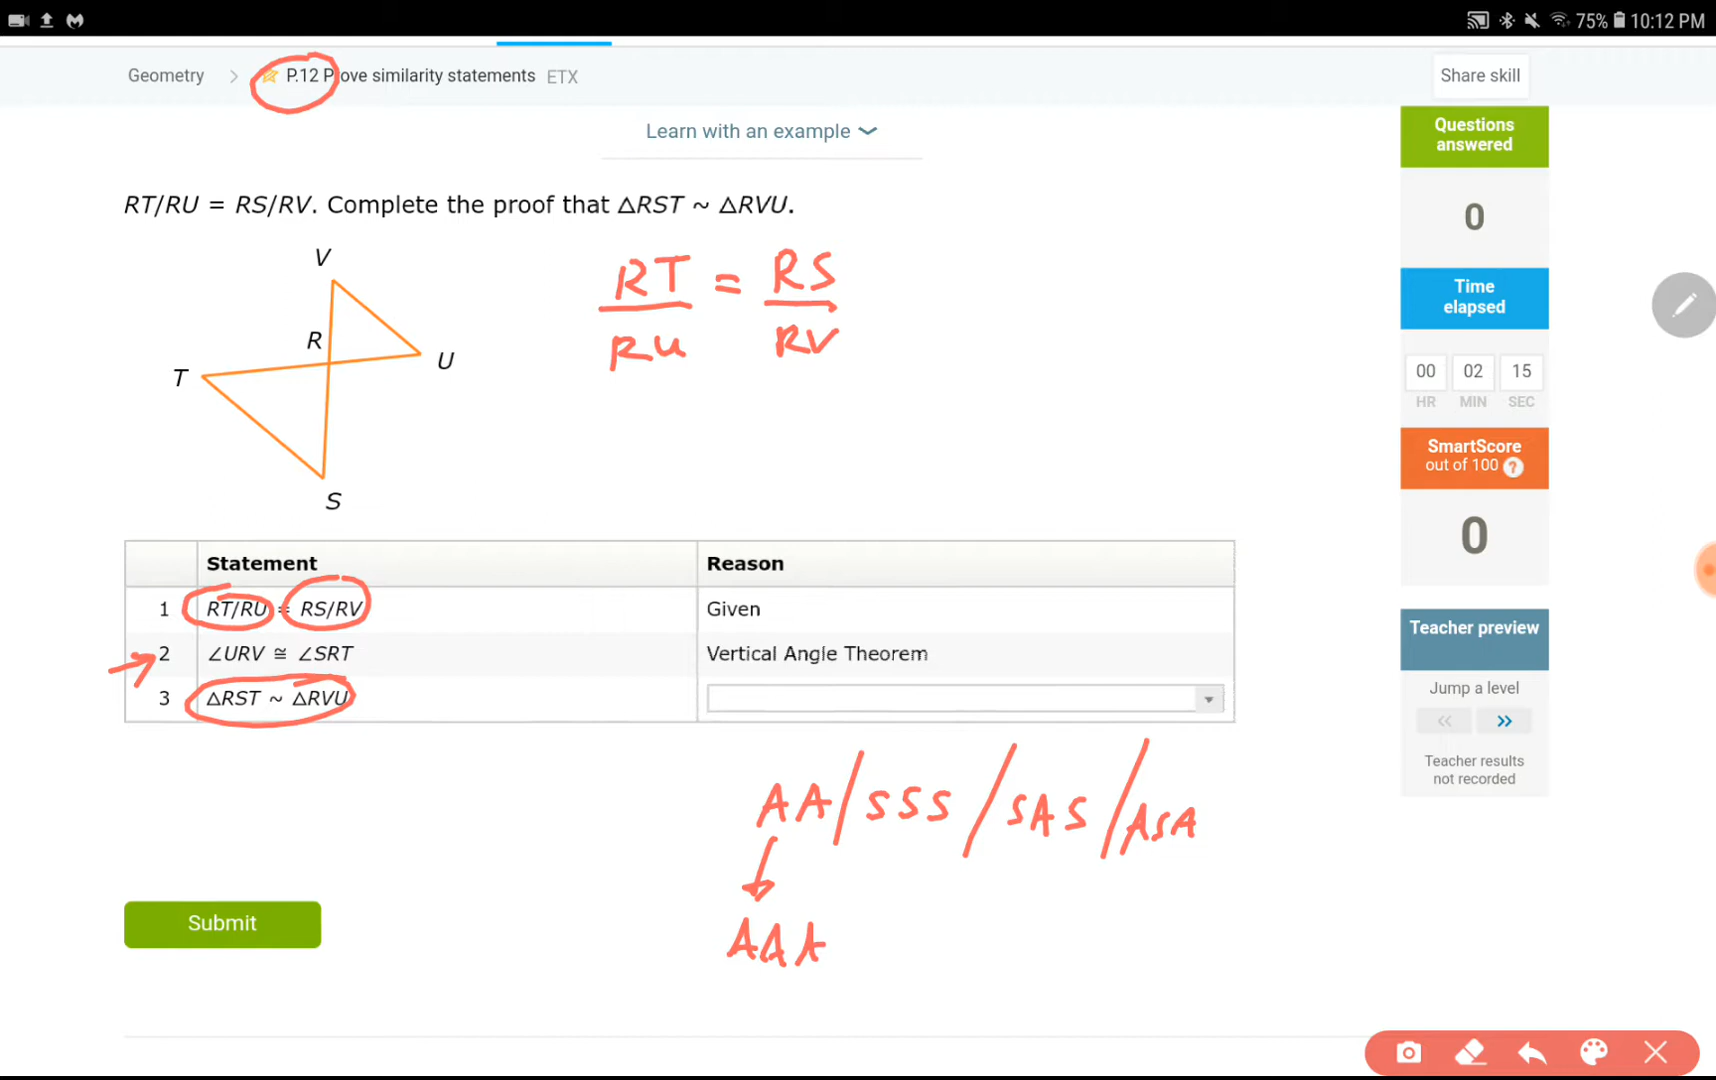 75% 10:12 PM
Geometry > P.12 Prove similarity statements ETX
Share skill
Learn with an example
Questions answered
0
RT/RU = RS/RV. Complete the proof that △RST ~ △RVU.
V
R
U
T
S
RT = RS
RU RV
Time elapsed
00 02 15
HR MIN SEC
SmartScore
out of 100 ?
0
Statement Reason
1 RT/RU = RS/RV Given
2 ∠URV ≅ ∠SRT Vertical Angle Theorem
3 △RST ~ △RVU
Teacher preview
Jump a level
<< >>
Teacher results
not recorded
AA/SSS/SAS/ASA
AAA
Submit